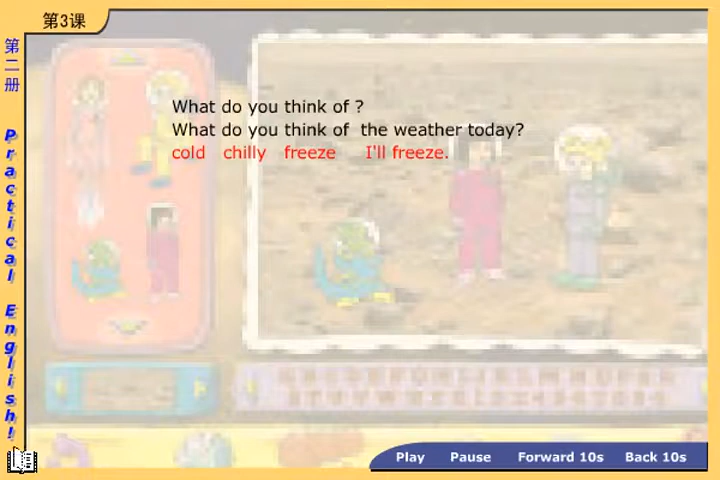 第3课
第二册
Practical English!
What do you think of ?
What do you think of the weather today?
cold chilly freeze I'll freeze.
Play Pause Forward 10s Back 10s